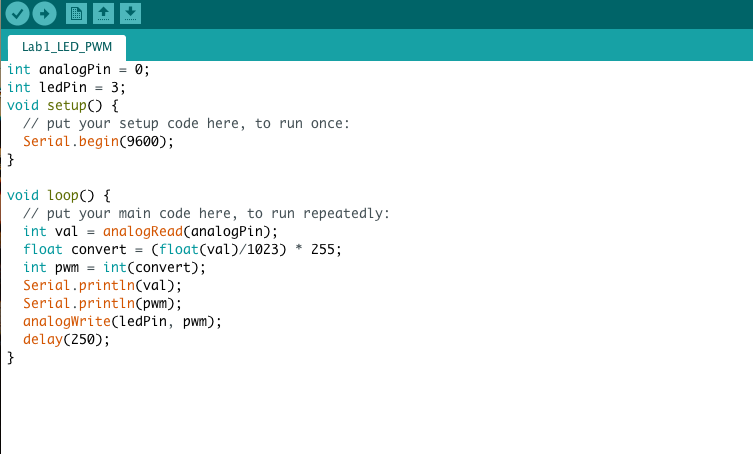 Lab1_LED_PWM
int analogPin = 0;
int ledPin = 3;
void setup() {
  // put your setup code here, to run once:
  Serial.begin(9600);
}

void loop() {
  // put your main code here, to run repeatedly:
  int val = analogRead(analogPin);
  float convert = (float(val)/1023) * 255;
  int pwm = int(convert);
  Serial.println(val);
  Serial.println(pwm);
  analogWrite(ledPin, pwm);
  delay(250);
}